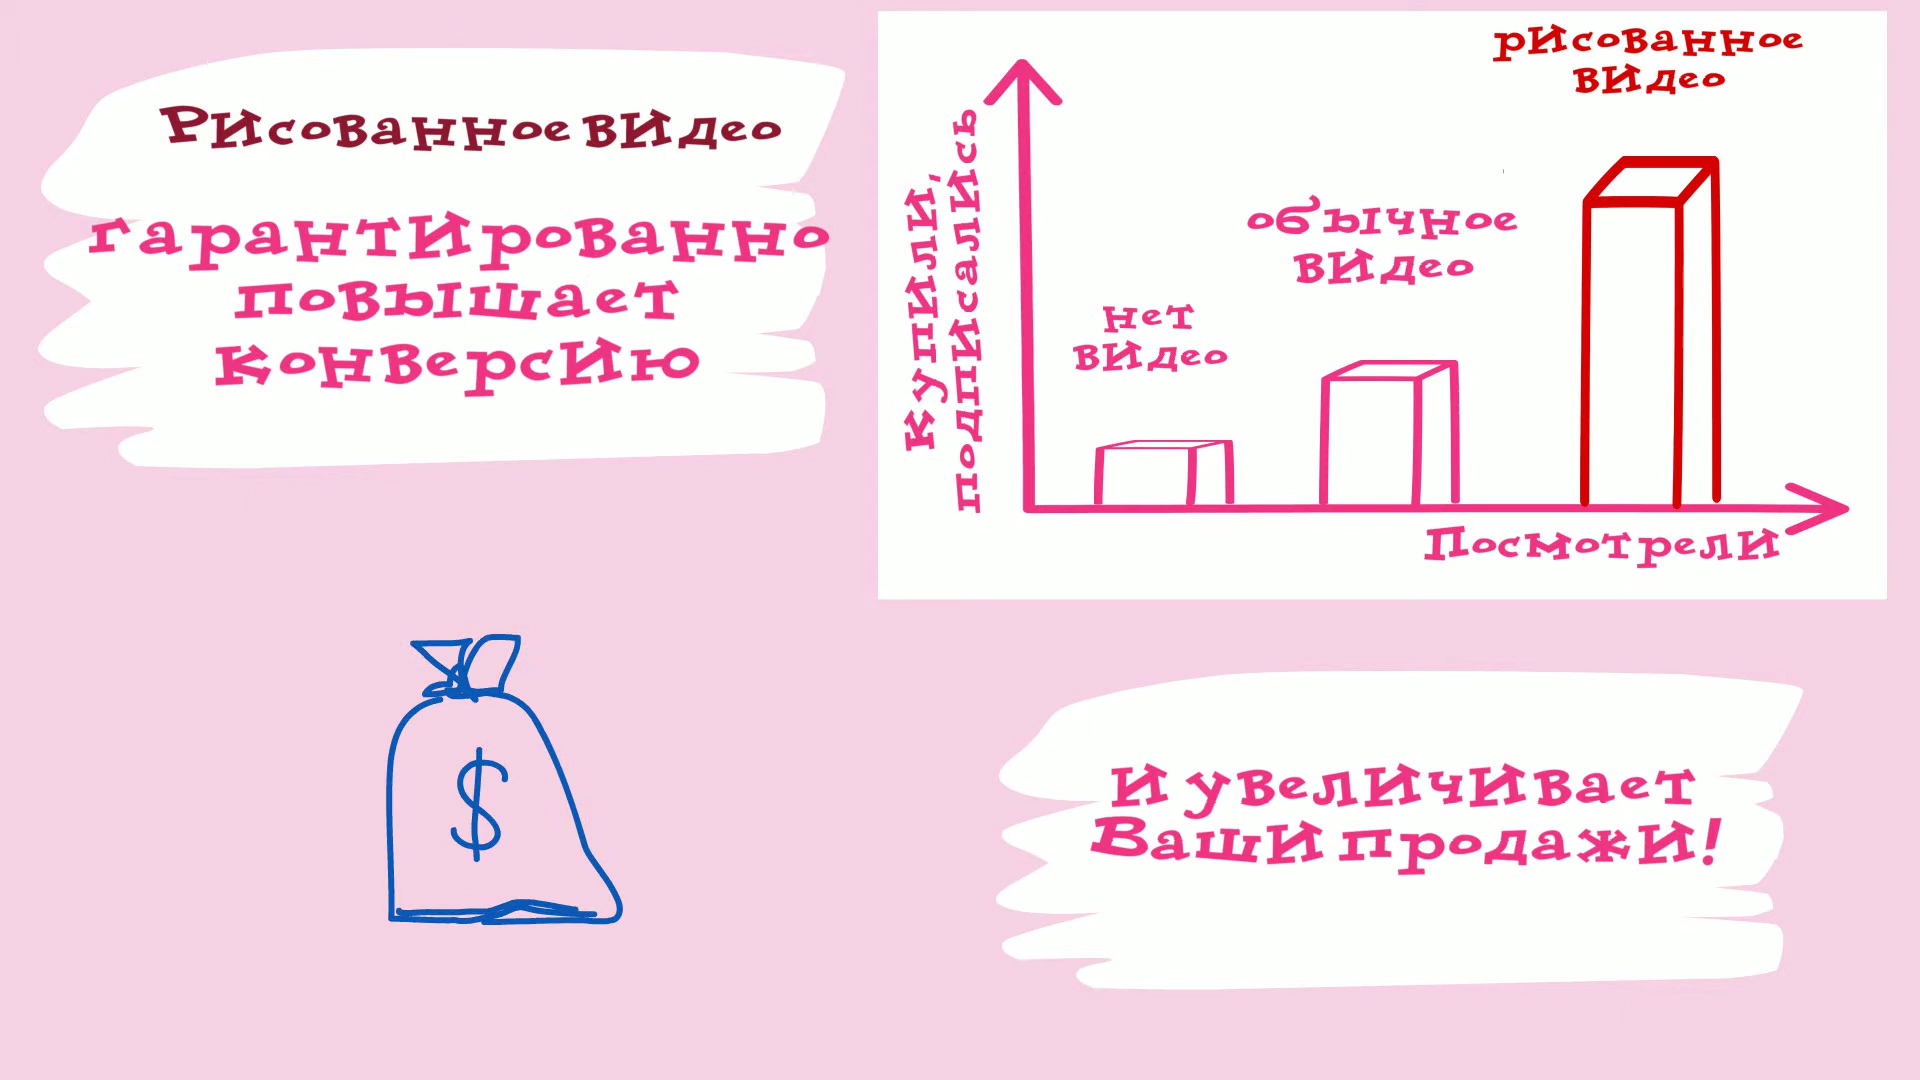 Рисованное видео
гарантированно
повышает
конверсию
Купили,
подписались
нет
видео
обычное
видео
рисованное
видео
Посмотрели
$
И увеличивает
Ваши продажи!